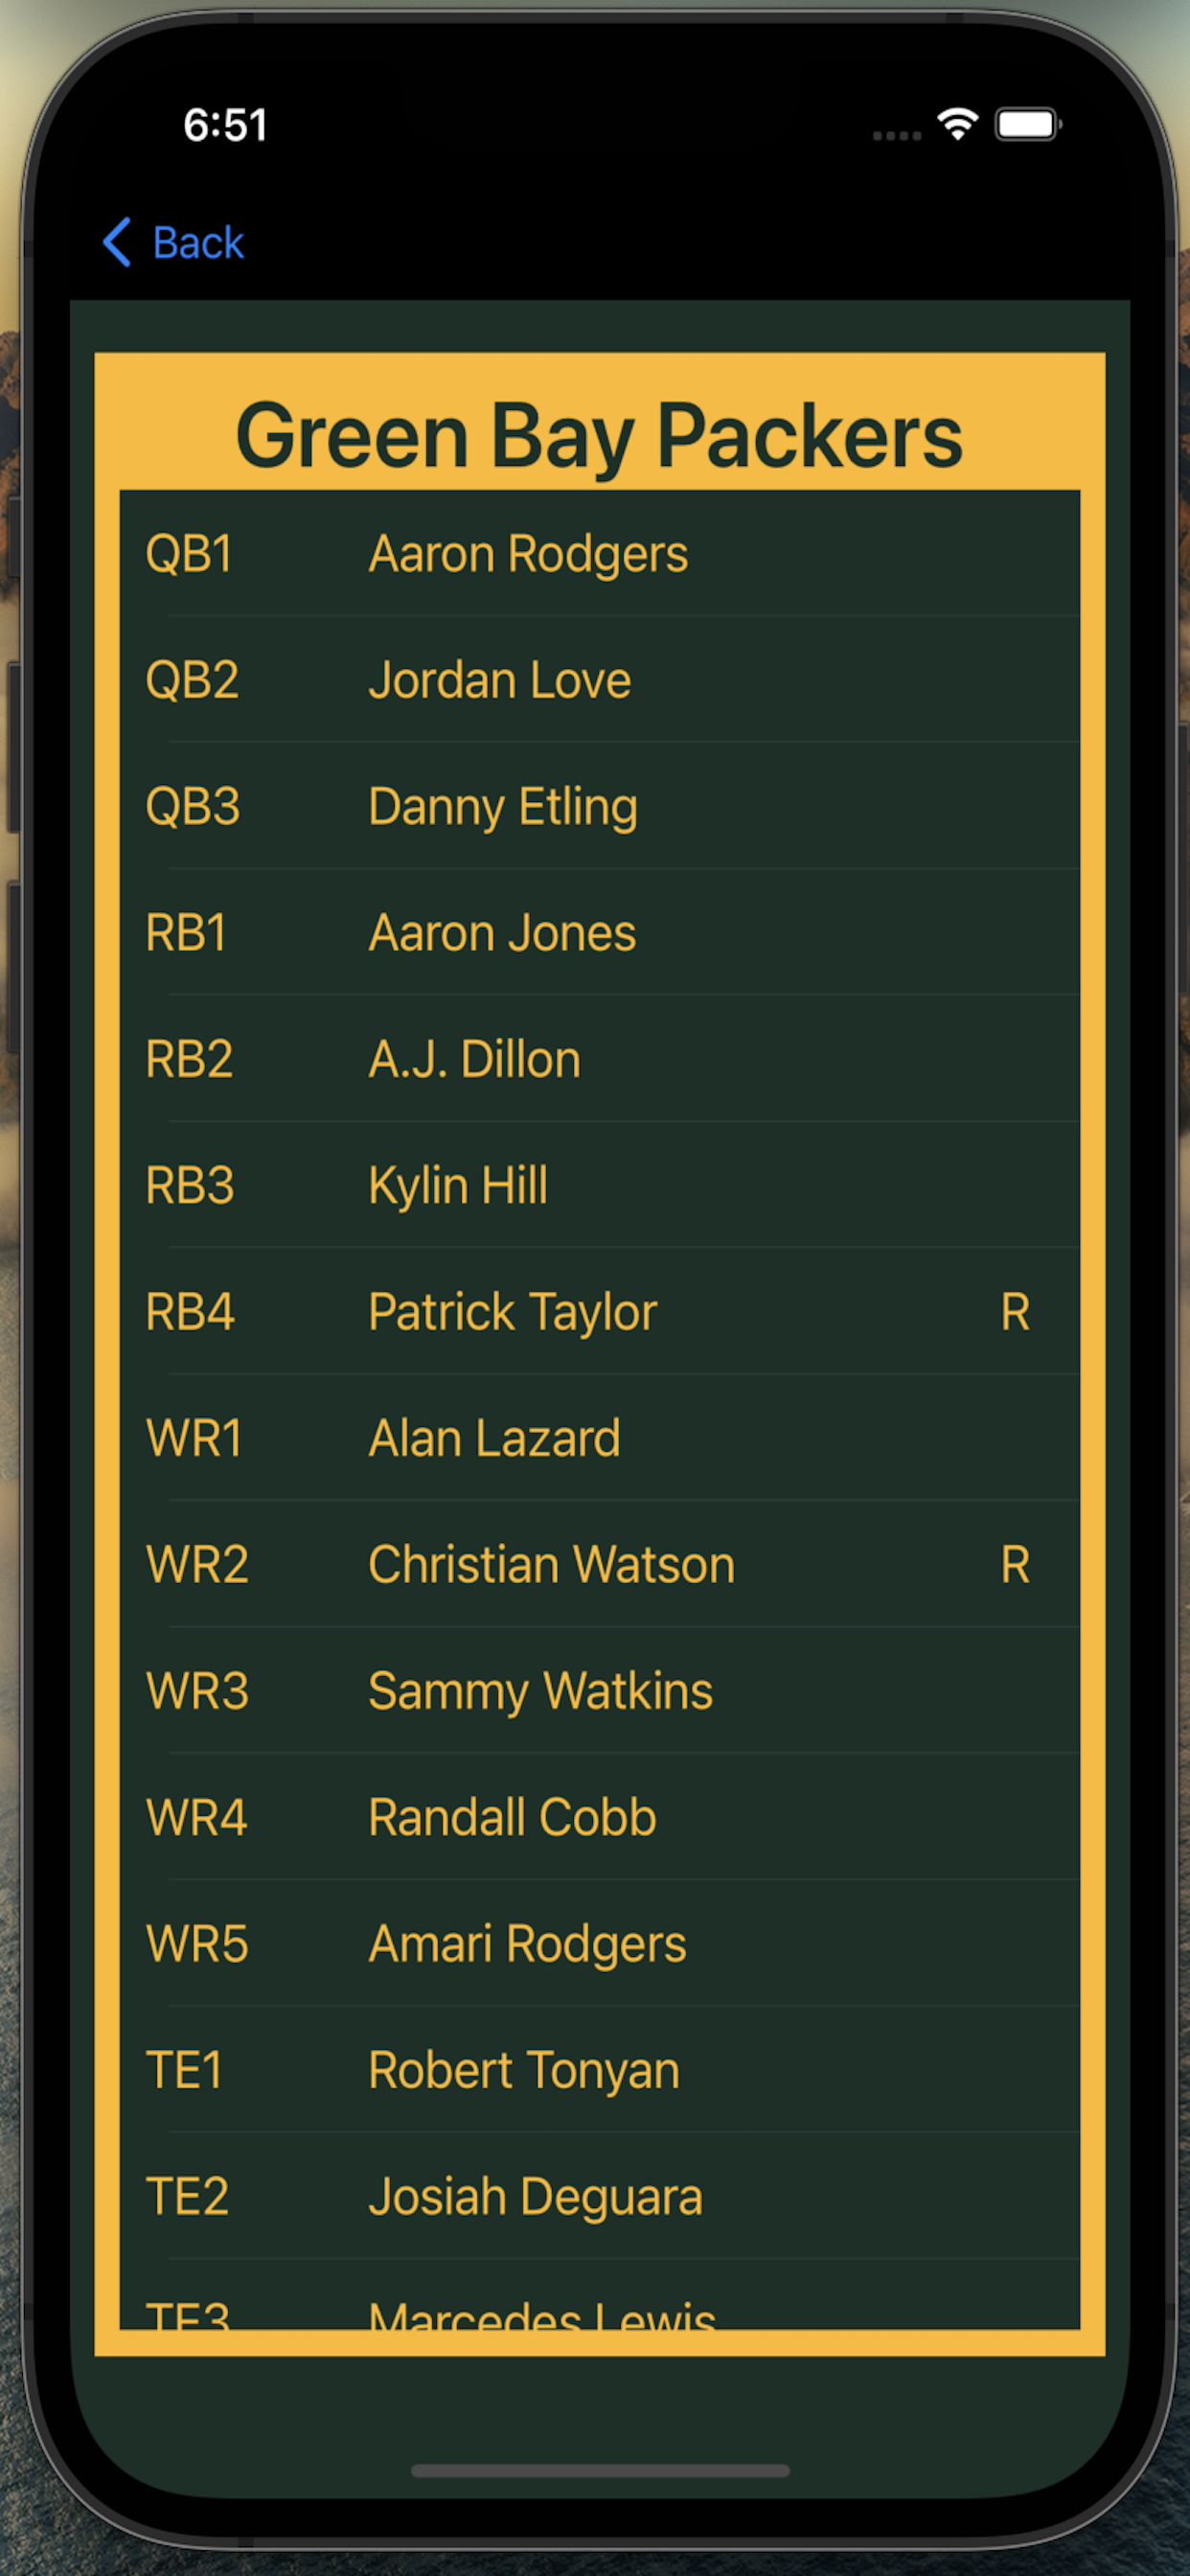 6:51
Back
Green Bay Packers
QB1 Aaron Rodgers
QB2 Jordan Love
QB3 Danny Etling
RB1 Aaron Jones
RB2 A.J. Dillon
RB3 Kylin Hill
RB4 Patrick Taylor R
WR1 Alan Lazard
WR2 Christian Watson R
WR3 Sammy Watkins
WR4 Randall Cobb
WR5 Amari Rodgers
TE1 Robert Tonyan
TE2 Josiah Deguara
TE3 Marcedes Lewis